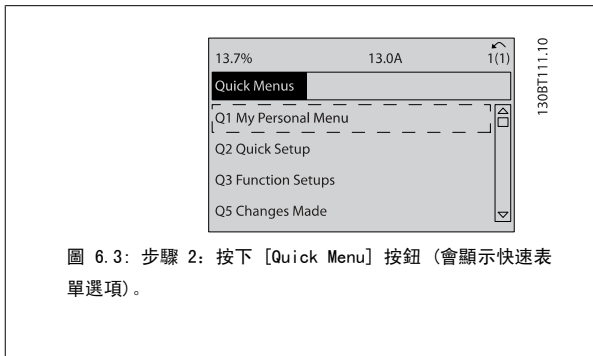 13.7% 13.0A 1(1)
Quick Menus
Q1 My Personal Menu
Q2 Quick Setup
Q3 Function Setups
Q5 Changes Made
130BT111.10
圖 6.3: 步驟 2: 按下 [Quick Menu] 按鈕 (會顯示快速表
單選項)。